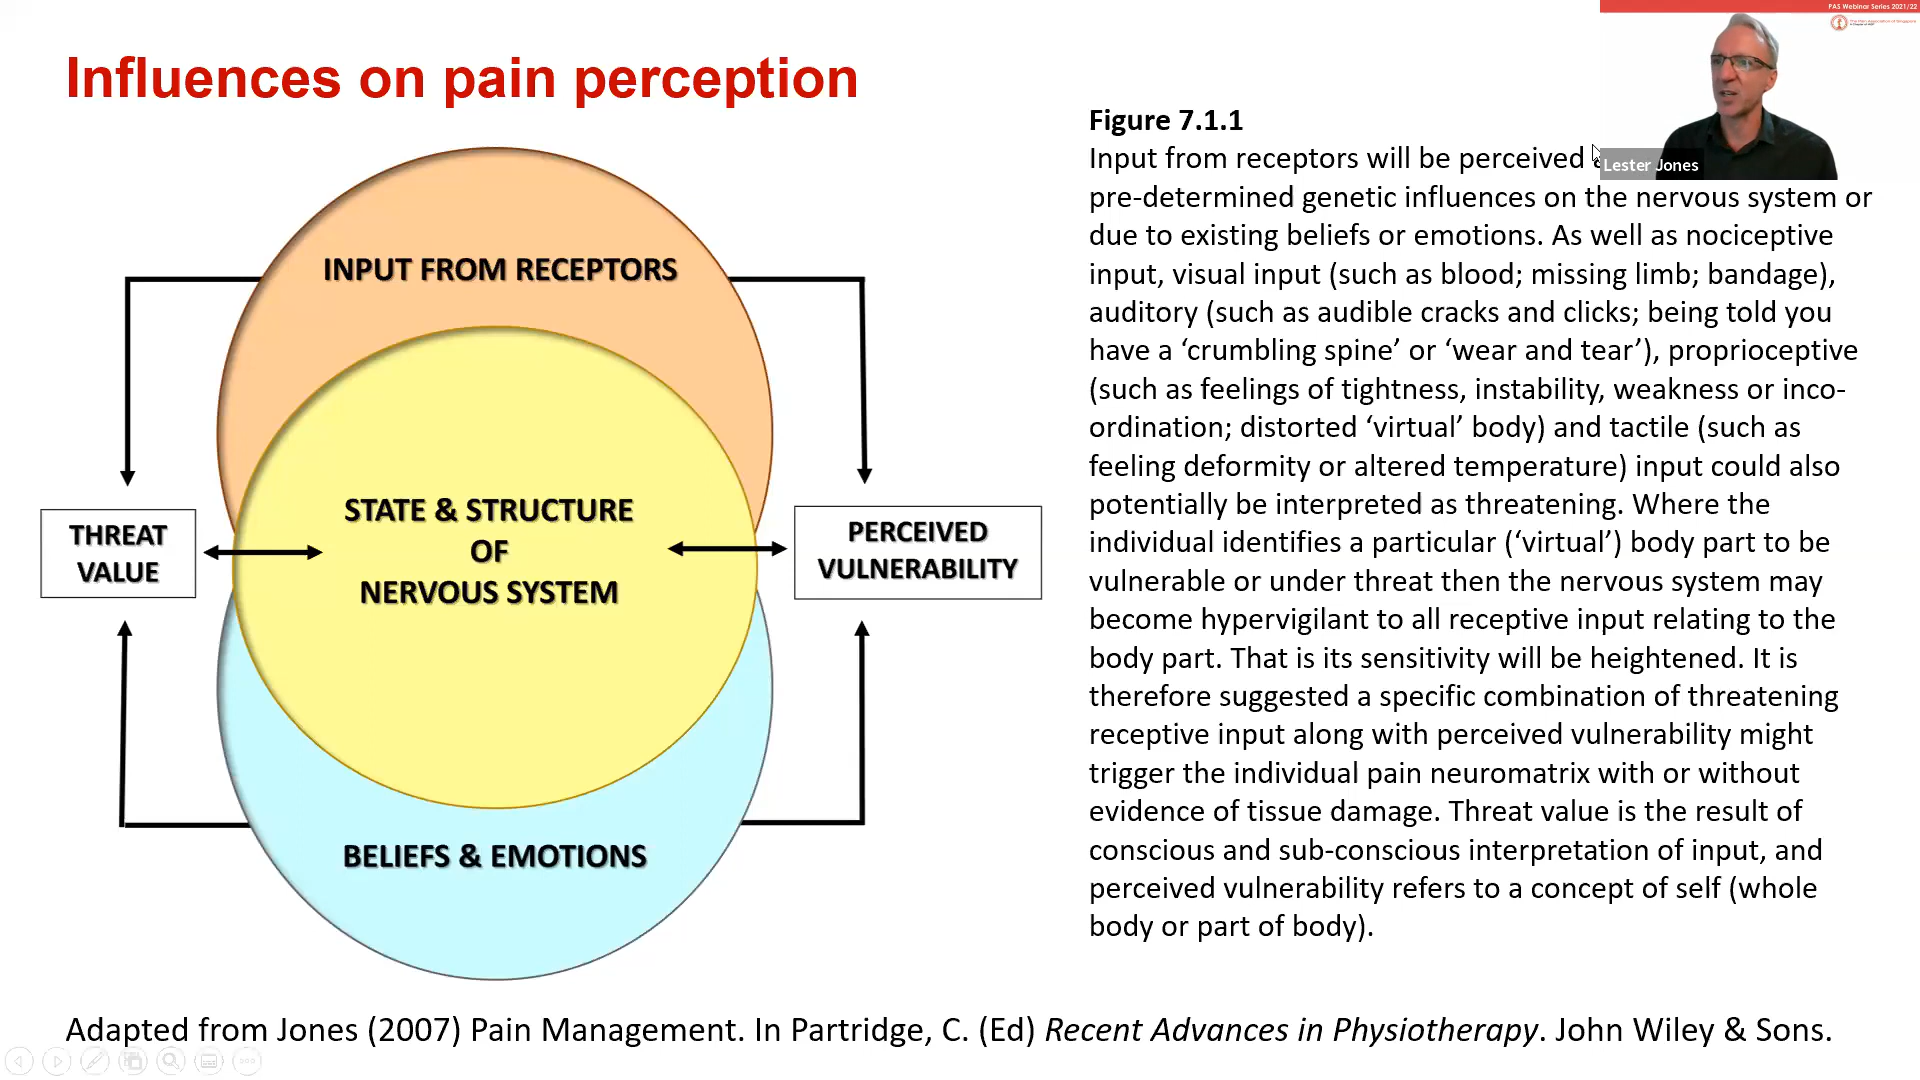 PAS Webinar Series 2021/22
Influences on pain perception
Lester Jones
Figure 7.1.1
Input from receptors will be perceived
pre-determined genetic influences on the nervous system or
due to existing beliefs or emotions. As well as nociceptive
input, visual input (such as blood; missing limb; bandage),
auditory (such as audible cracks and clicks; being told you
have a ‘crumbling spine’ or ‘wear and tear’), proprioceptive
(such as feelings of tightness, instability, weakness or inco-
ordination; distorted ‘virtual’ body) and tactile (such as
feeling deformity or altered temperature) input could also
potentially be interpreted as threatening. Where the
individual identifies a particular (‘virtual’) body part to be
vulnerable or under threat then the nervous system may
become hypervigilant to all receptive input relating to the
body part. That is its sensitivity will be heightened. It is
therefore suggested a specific combination of threatening
receptive input along with perceived vulnerability might
trigger the individual pain neuromatrix with or without
evidence of tissue damage. Threat value is the result of
conscious and sub-conscious interpretation of input, and
perceived vulnerability refers to a concept of self (whole
body or part of body).
INPUT FROM RECEPTORS
STATE & STRUCTURE
OF
NERVOUS SYSTEM
THREAT
VALUE
PERCEIVED
VULNERABILITY
BELIEFS & EMOTIONS
Adapted from Jones (2007) Pain Management. In Partridge, C. (Ed) Recent Advances in Physiotherapy. John Wiley & Sons.